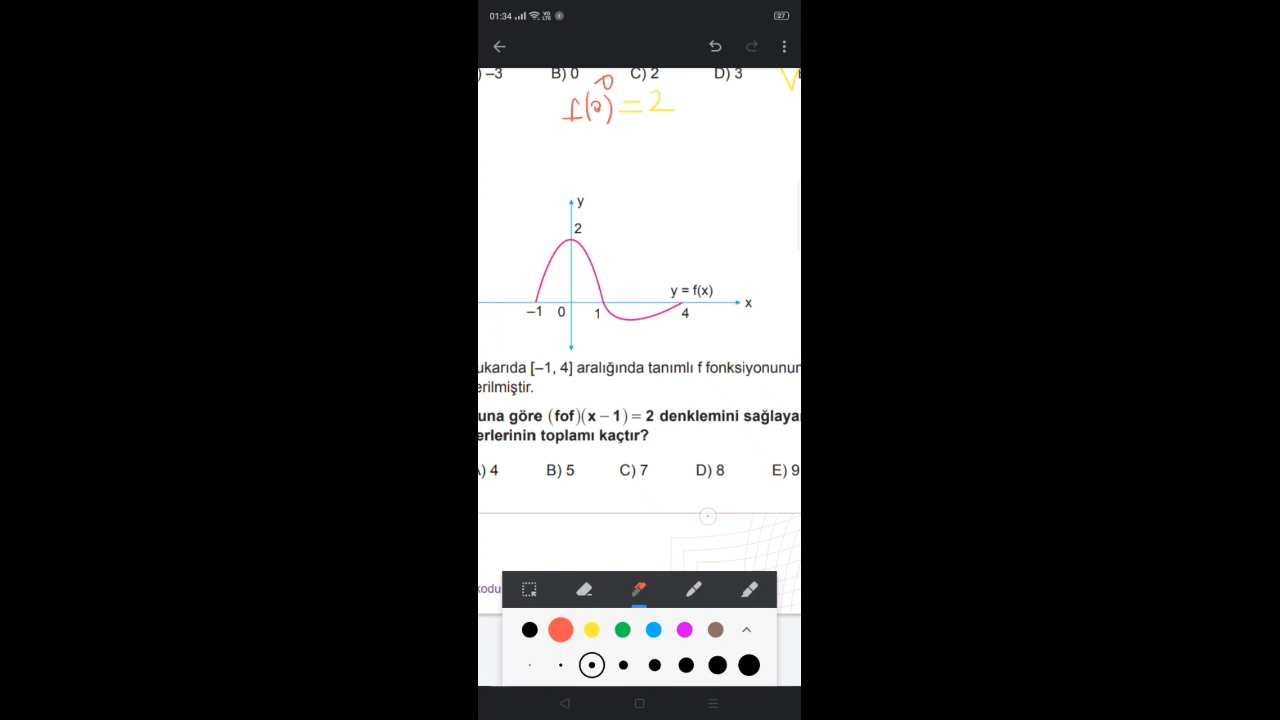 01:34 27
–3 B) 0 C) 2 D) 3
f(0) = 2
y
2
y = f(x)
x
–1 0 1 4
ukarıda [–1, 4] aralığında tanımlı f fonksiyonunun
erilmiştir.
una göre (fof)(x – 1) = 2 denklemini sağlaya
erlerinin toplamı kaçtır?
) 4 B) 5 C) 7 D) 8 E) 9
kodu